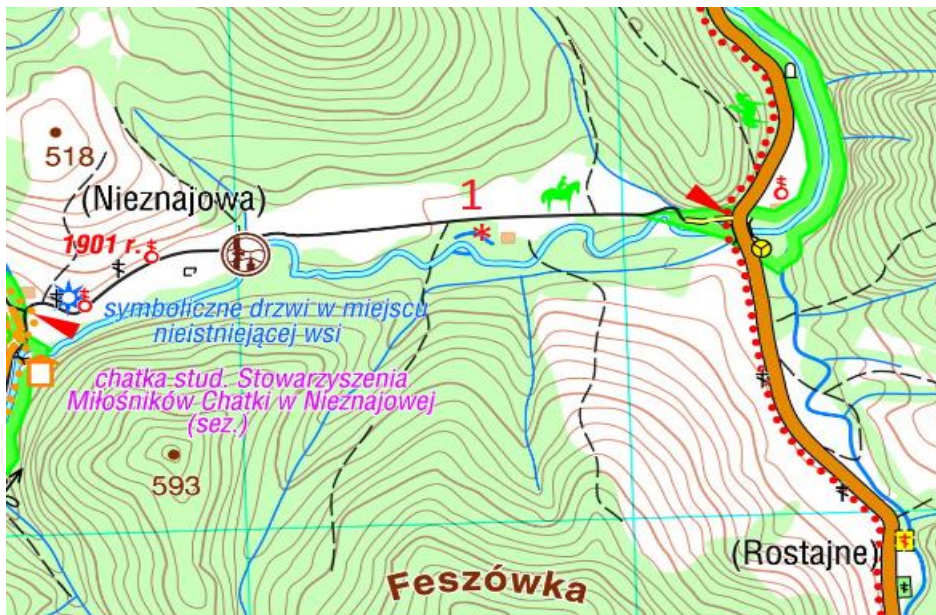 518
(Nieznajowa)
1
1901 r.
symboliczne drzwi w miejscu
nieistniejącej wsi
chatka stud. Stowarzyszenia
Miłośników Chatki w Nieznajowej
(sez.)
593
(Rostajne)
Feszówka